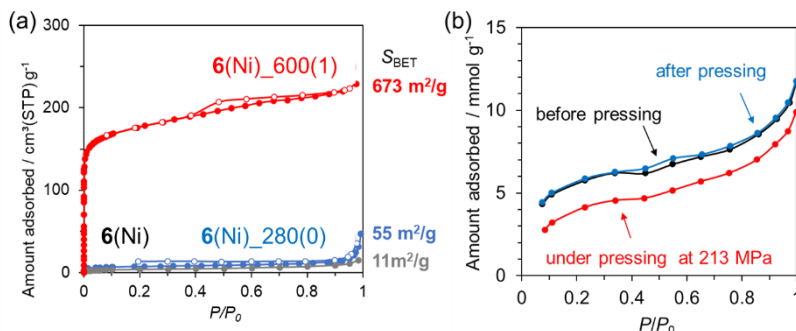 (a)
300
200
100
0
Amount adsorbed / cm³(STP) g⁻¹
6(Ni)_600(1)
S_BET
673 m²/g
6(Ni)
6(Ni)_280(0)
55 m²/g
11m²/g
0
0.2
0.4
0.6
0.8
1
P/P₀
(b)
15
10
5
0
Amount adsorbed / mmol g⁻¹
after pressing
before pressing
under pressing at 213 MPa
0
0.2
0.4
0.6
0.8
1
P/P₀